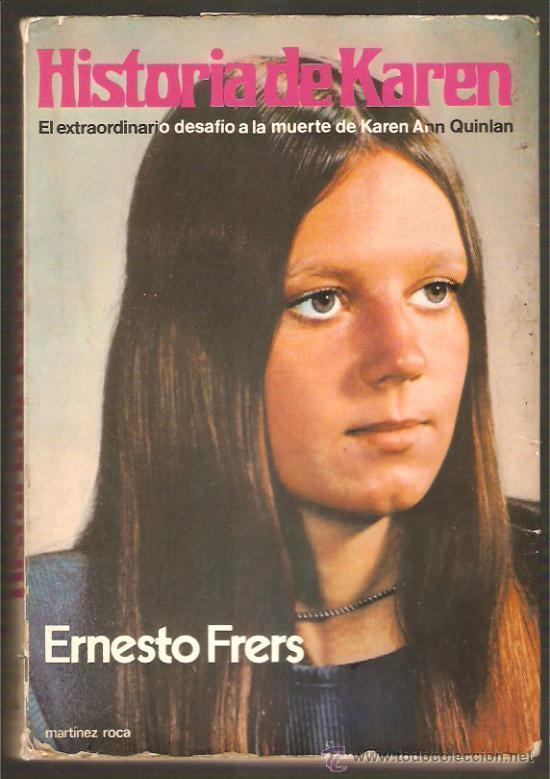 Historia de Karen
El extraordinario desafío a la muerte de Karen Ann Quinlan
Ernesto Frers
martínez roca
www.todocoleccion.net